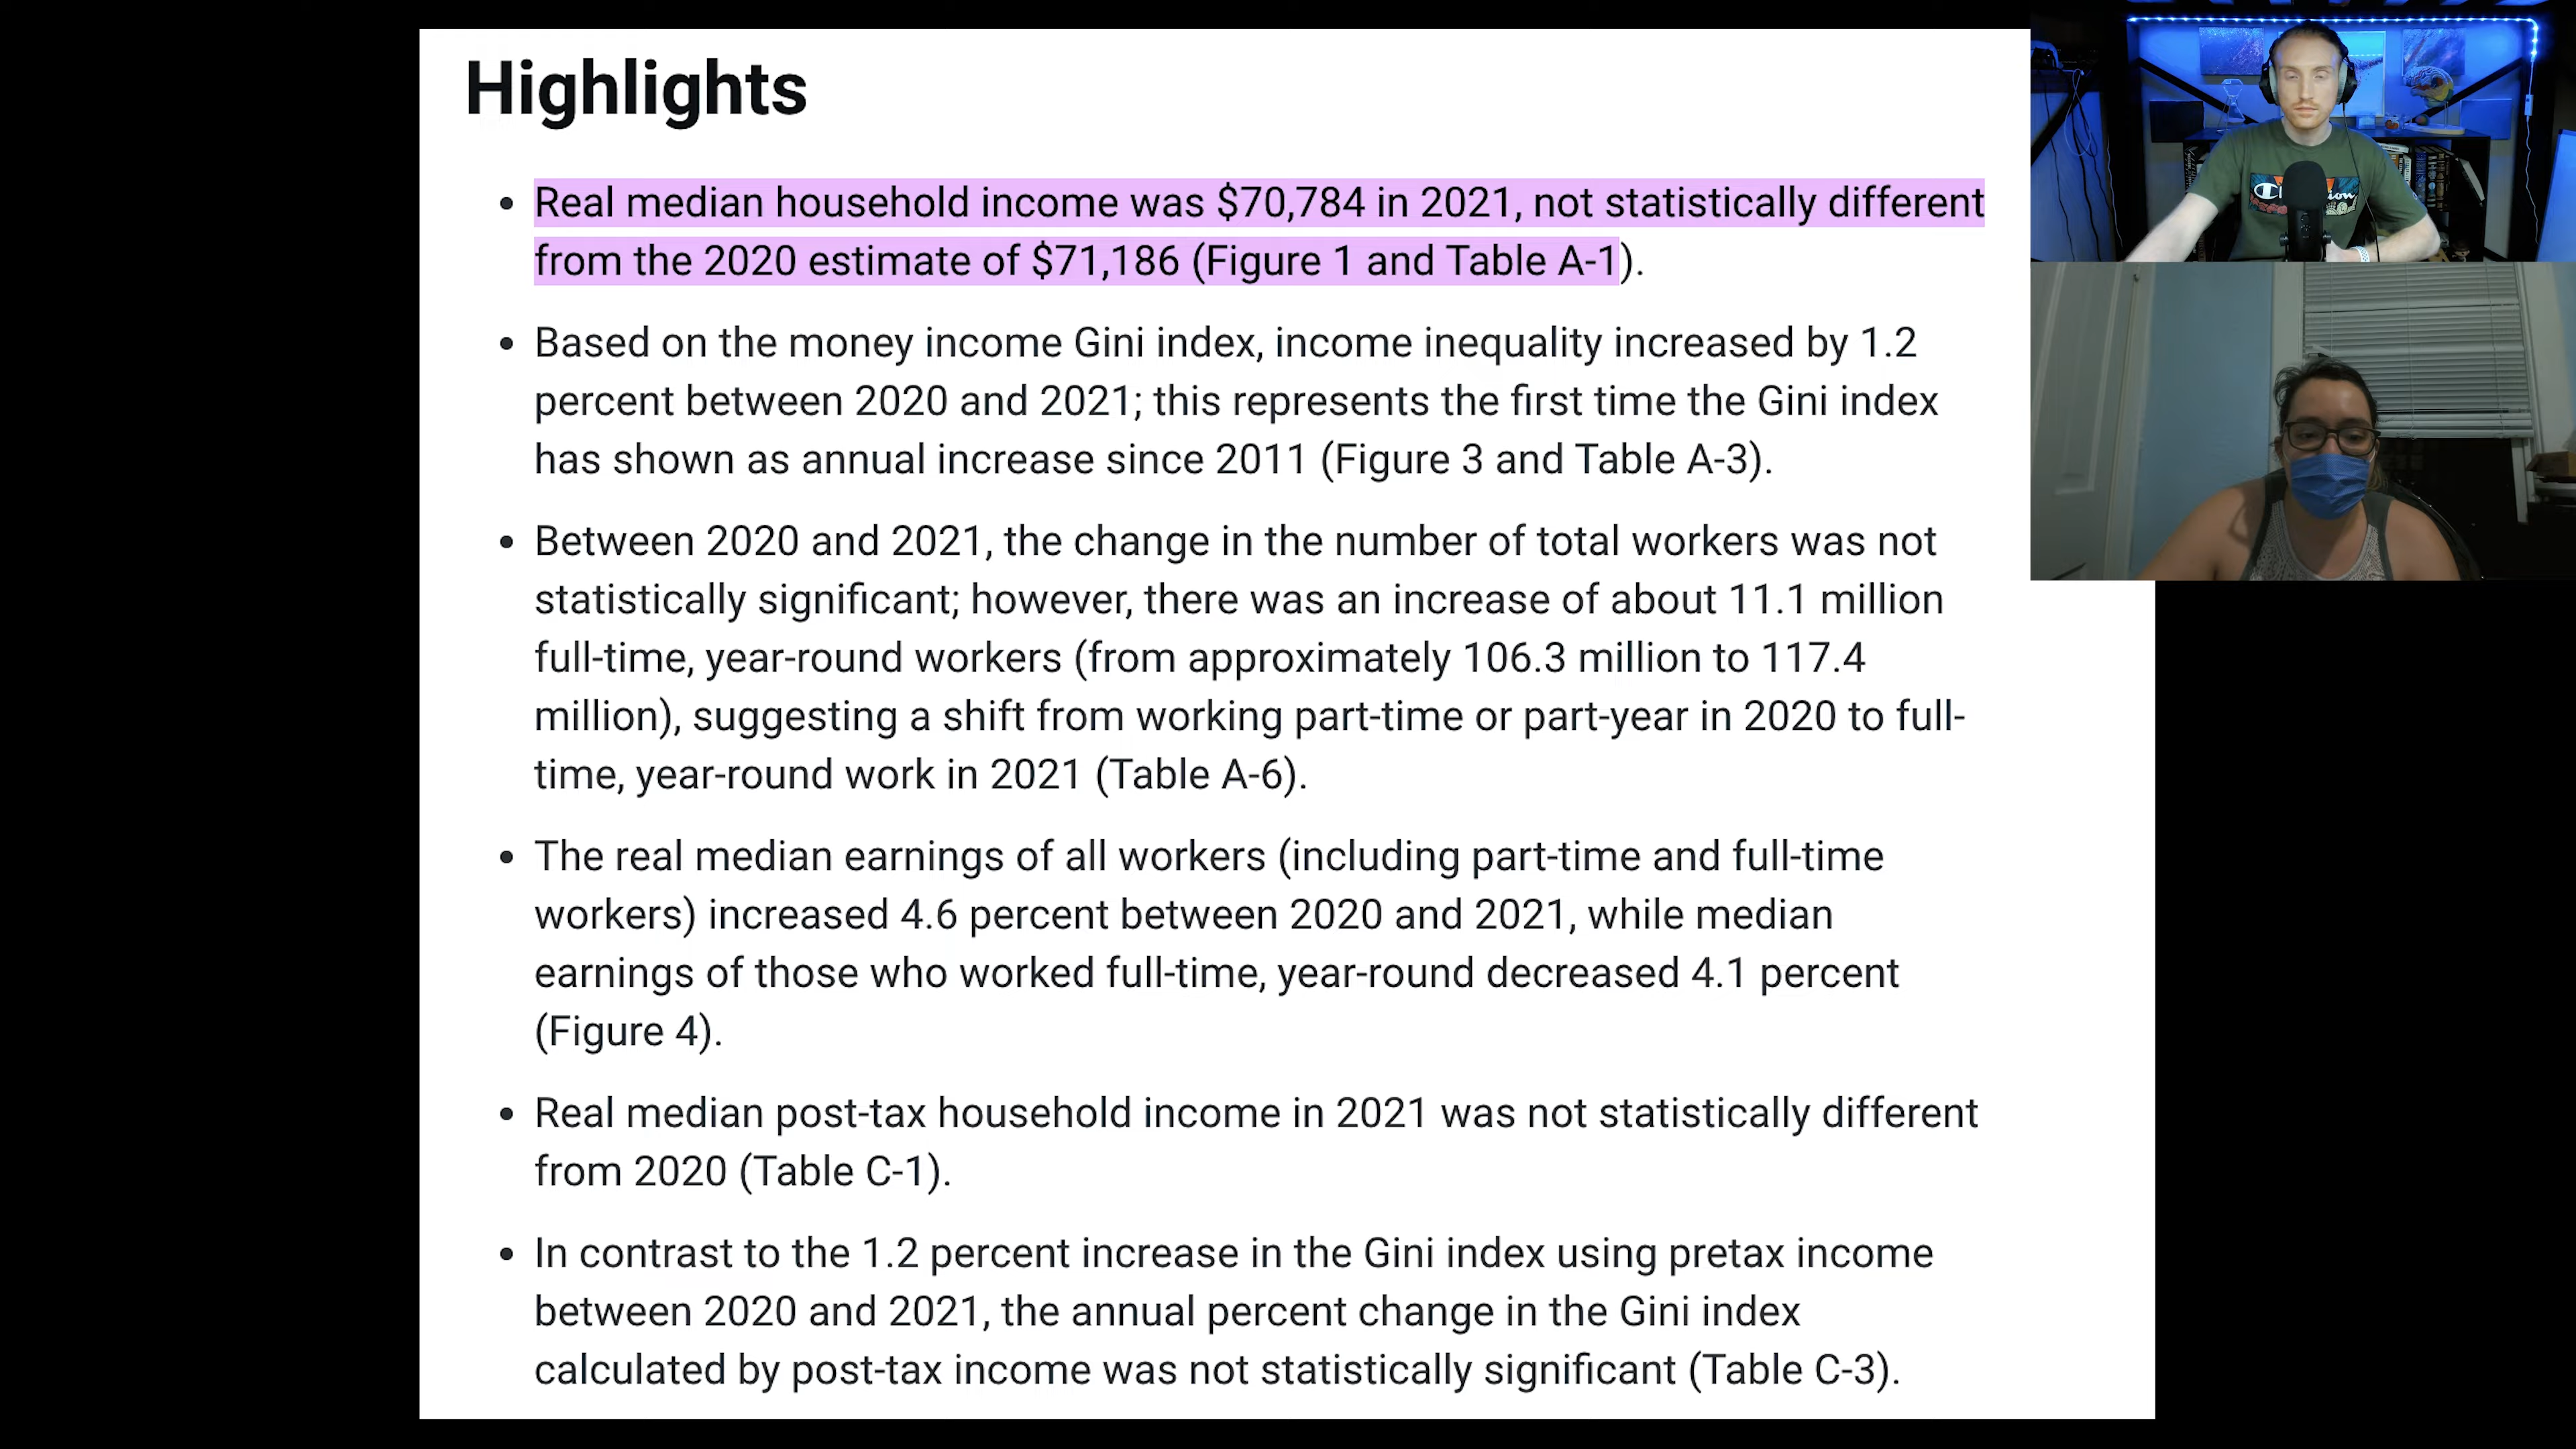 Highlights
• Real median household income was $70,784 in 2021, not statistically different
from the 2020 estimate of $71,186 (Figure 1 and Table A-1).
• Based on the money income Gini index, income inequality increased by 1.2
percent between 2020 and 2021; this represents the first time the Gini index
has shown as annual increase since 2011 (Figure 3 and Table A-3).
• Between 2020 and 2021, the change in the number of total workers was not
statistically significant; however, there was an increase of about 11.1 million
full-time, year-round workers (from approximately 106.3 million to 117.4
million), suggesting a shift from working part-time or part-year in 2020 to full-
time, year-round work in 2021 (Table A-6).
• The real median earnings of all workers (including part-time and full-time
workers) increased 4.6 percent between 2020 and 2021, while median
earnings of those who worked full-time, year-round decreased 4.1 percent
(Figure 4).
• Real median post-tax household income in 2021 was not statistically different
from 2020 (Table C-1).
• In contrast to the 1.2 percent increase in the Gini index using pretax income
between 2020 and 2021, the annual percent change in the Gini index
calculated by post-tax income was not statistically significant (Table C-3).